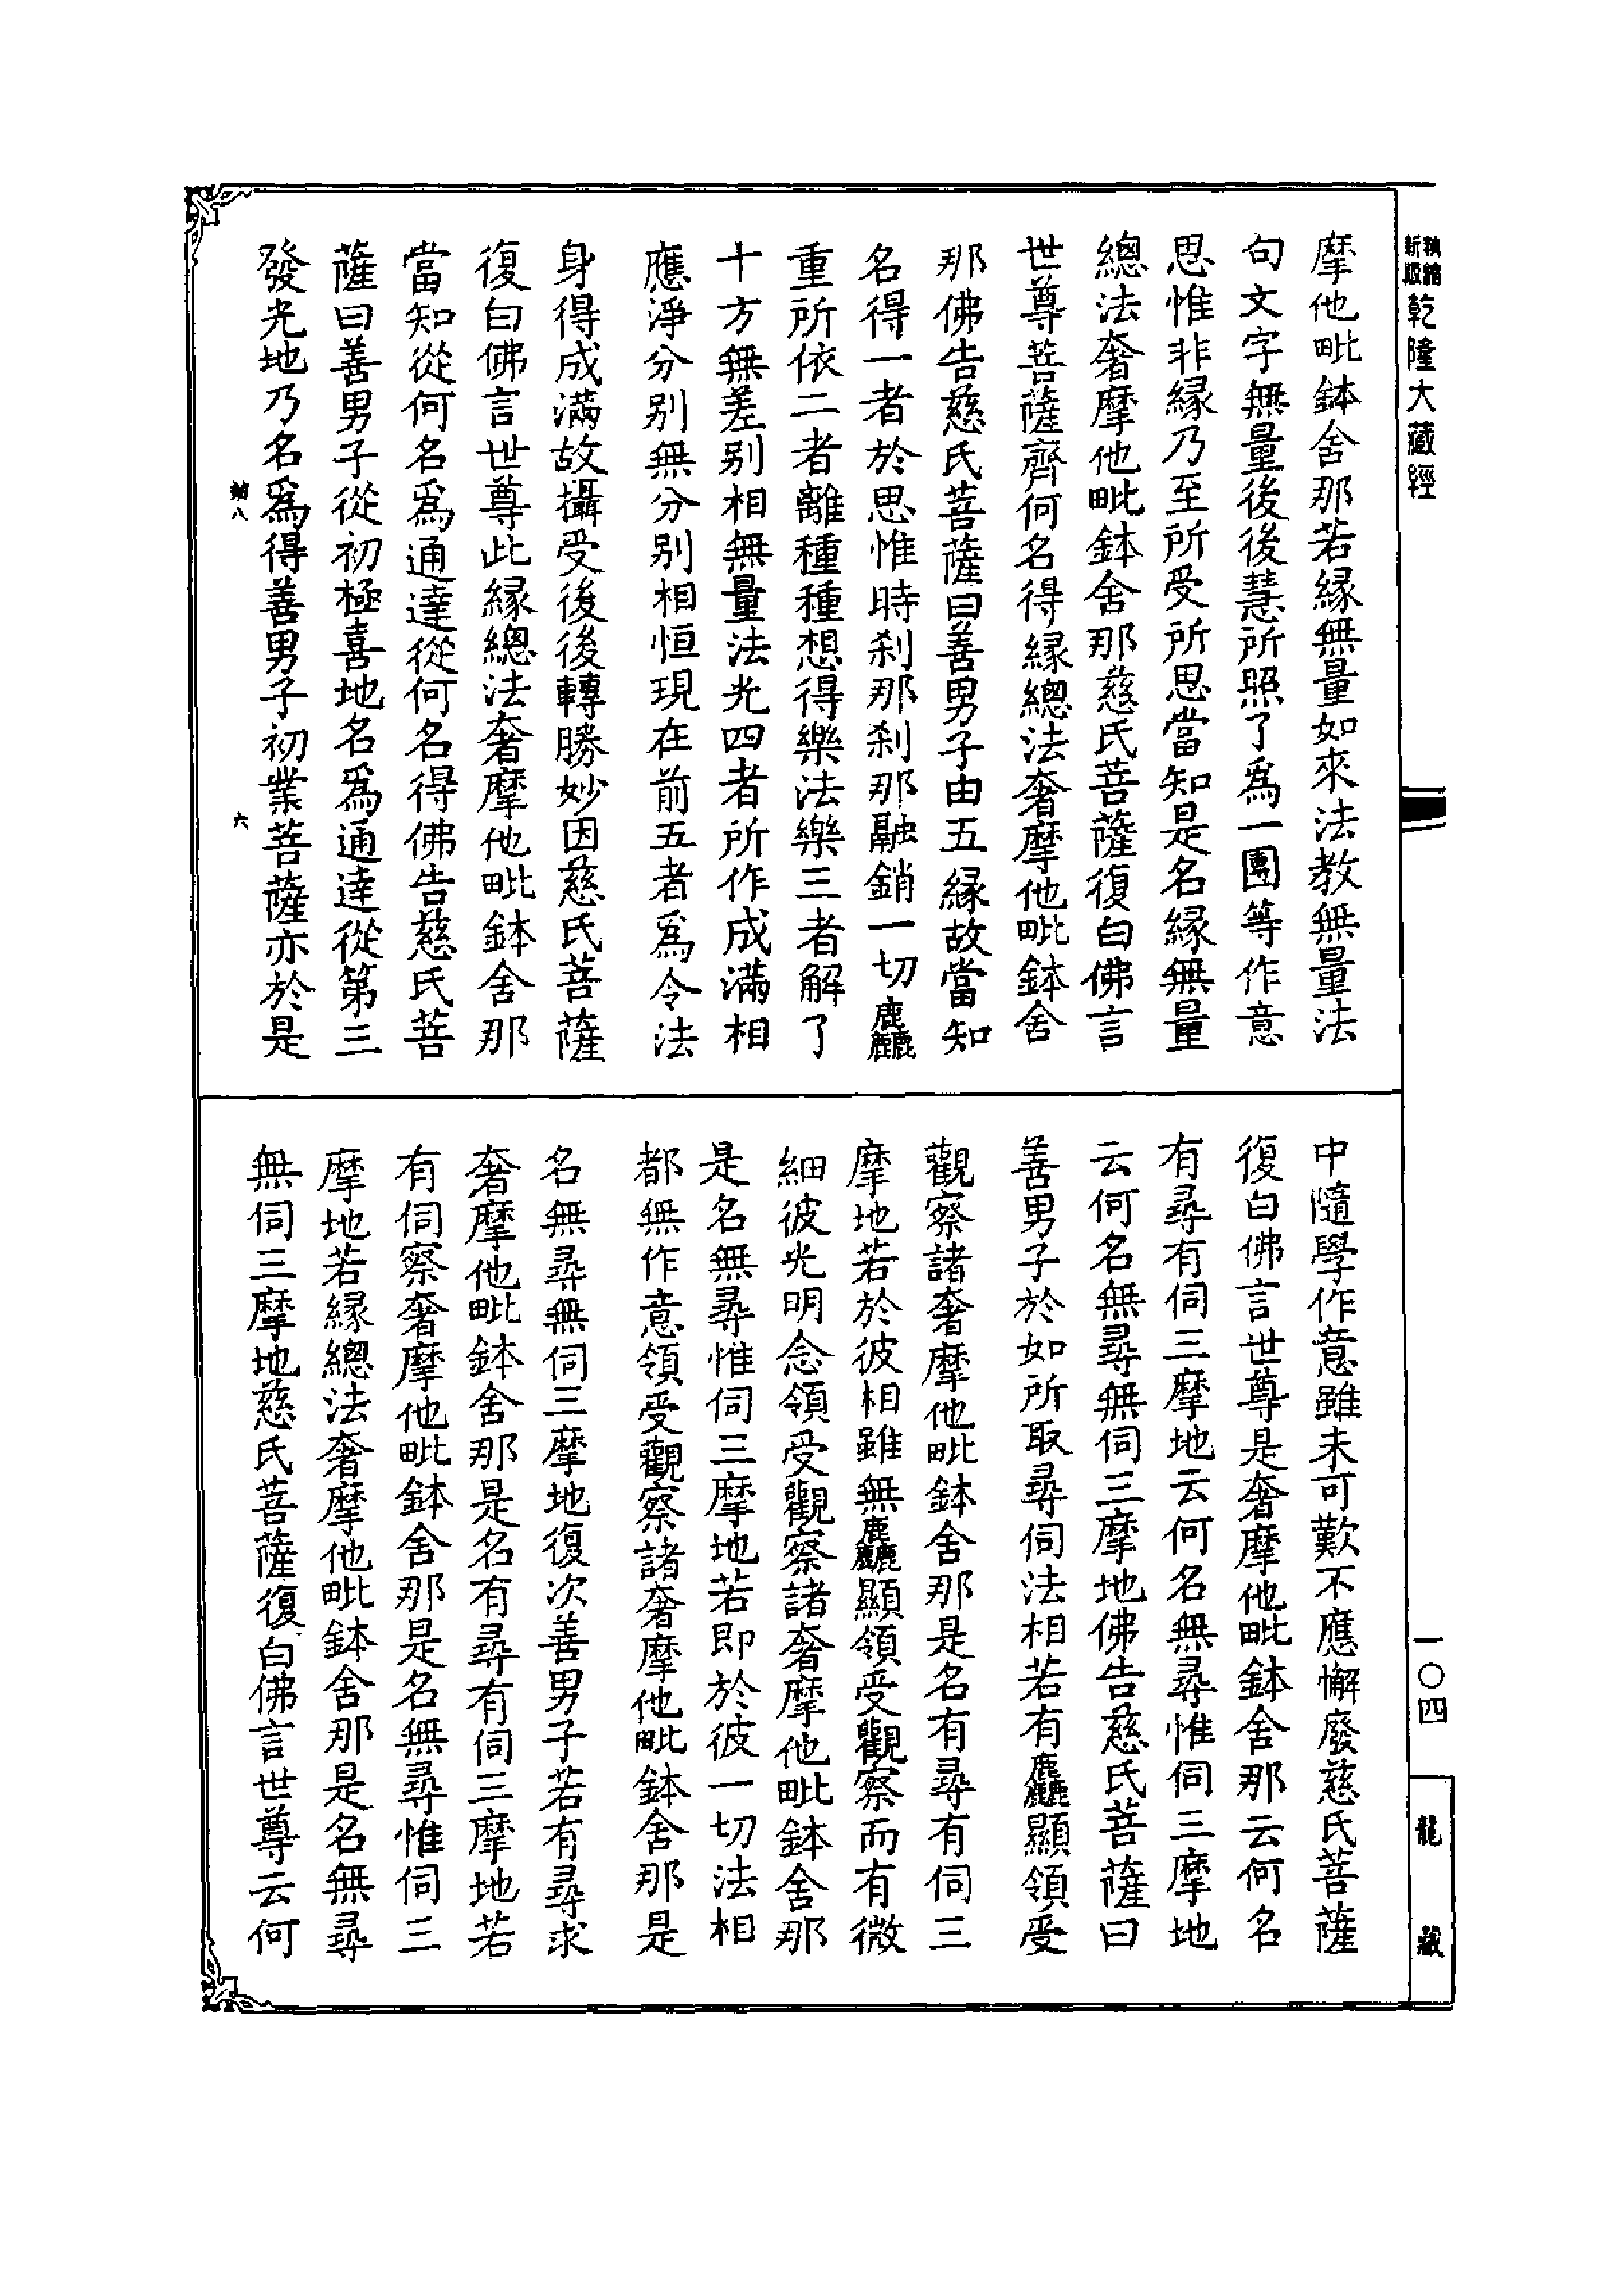 乾隆大藏經
摩他毗鉢舍那若緣無量如來法教無量法
句文字無量後後慧所照了爲一團等作意
思惟非緣乃至所受所思當知是名緣無量
總法奢摩他毗鉢舍那慈氏菩薩復白佛言
世尊菩薩齊何名得緣總法奢摩他毗鉢舍
那佛告慈氏菩薩曰善男子由五緣故當知
名得一者於思惟時刹那刹那融銷一切麤
重所依二者離種種想得樂法樂三者解了
十方無差別相無量法光四者所作成滿相
應淨分別無分別相恒現在前五者爲令法
身得成滿故攝受後後轉勝妙因慈氏菩薩
復白佛言世尊此緣總法奢摩他毗鉢舍那
當知從何名爲通達從何名得佛告慈氏菩
薩曰善男子從初極喜地名爲通達從第三
發光地乃名爲得善男子初業菩薩亦於是
八
六
中隨學作意雖未可歎不應懈廢慈氏菩薩
復白佛言世尊是奢摩他毗鉢舍那云何名
有尋有伺三摩地云何名無尋惟伺三摩地
云何名無尋無伺三摩地佛告慈氏菩薩曰
善男子於如所取尋伺法相若有麤顯領受
觀察諸奢摩他毗鉢舍那是名有尋有伺三
摩地若於彼相雖無麤顯領受觀察而有微
細彼光明念領受觀察諸奢摩他毗鉢舍那
是名無尋惟伺三摩地若即於彼一切法相
都無作意領受觀察諸奢摩他毗鉢舍那是
名無尋無伺三摩地復次善男子若有尋求
奢摩他毗鉢舍那是名有尋有伺三摩地若
有伺察奢摩他毗鉢舍那是名無尋惟伺三
摩地若緣總法奢摩他毗鉢舍那是名無尋
無伺三摩地慈氏菩薩復白佛言世尊云何
一〇四
龍藏